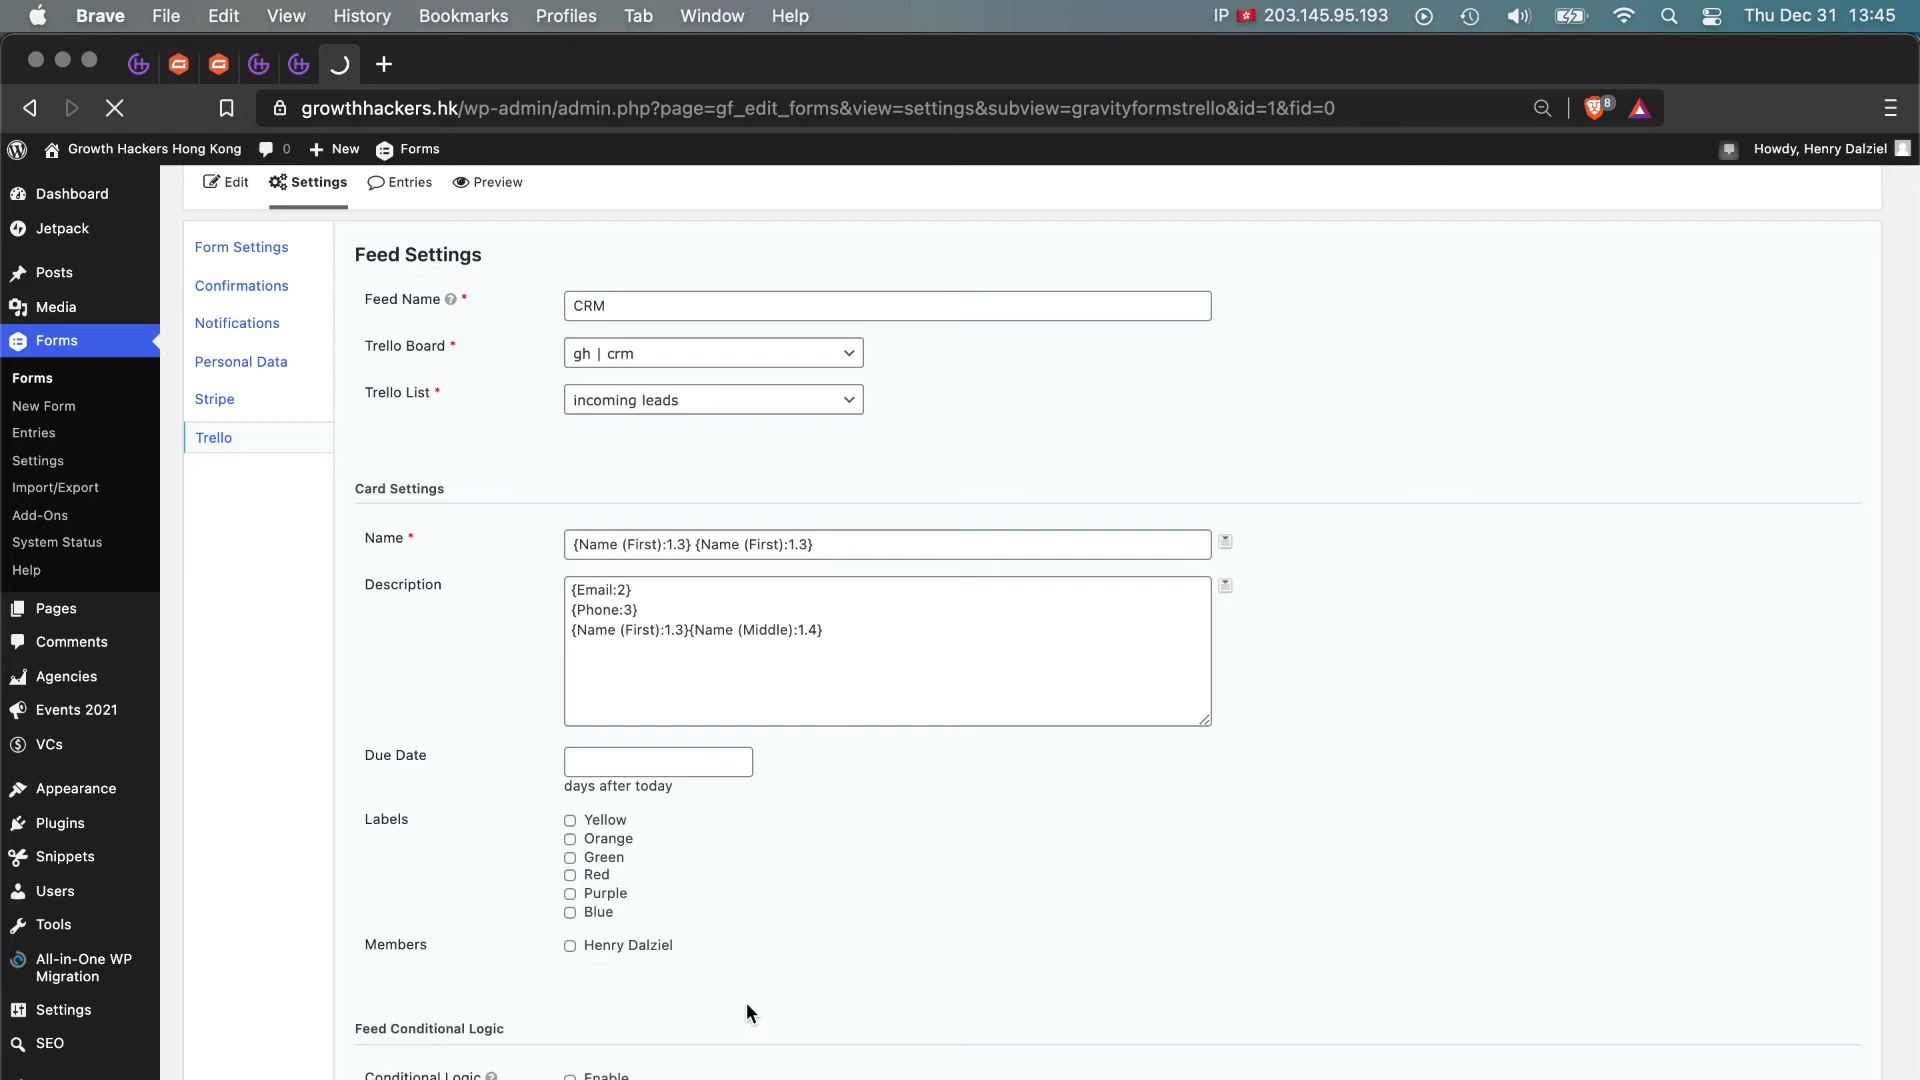 Brave File Edit View History Bookmarks Profiles Tab Window Help IP 203.145.95.193 Thu Dec 31 13:45
growthhackers.hk/wp-admin/admin.php?page=gf_edit_forms&view=settings&subview=gravityformstrello&id=1&fid=0 8
Growth Hackers Hong Kong 0 + New Forms Howdy, Henry Dalziel
Edit Settings Entries Preview
Dashboard
Jetpack
Posts
Media
Forms
Forms
New Form
Entries
Settings
Import/Export
Add-Ons
System Status
Help
Pages
Comments
Agencies
Events 2021
VCs
Appearance
Plugins
Snippets
Users
Tools
All-in-One WP
Migration
Settings
SEO
Form Settings
Confirmations
Notifications
Personal Data
Stripe
Trello
Feed Settings
Feed Name ? * CRM
Trello Board * gh | crm
Trello List * incoming leads
Card Settings
Name * {Name (First):1.3} {Name (First):1.3}
Description {Email:2}
{Phone:3}
{Name (First):1.3}{Name (Middle):1.4}
Due Date
days after today
Labels Yellow
Orange
Green
Red
Purple
Blue
Members Henry Dalziel
Feed Conditional Logic
Conditional Logic ? Enable